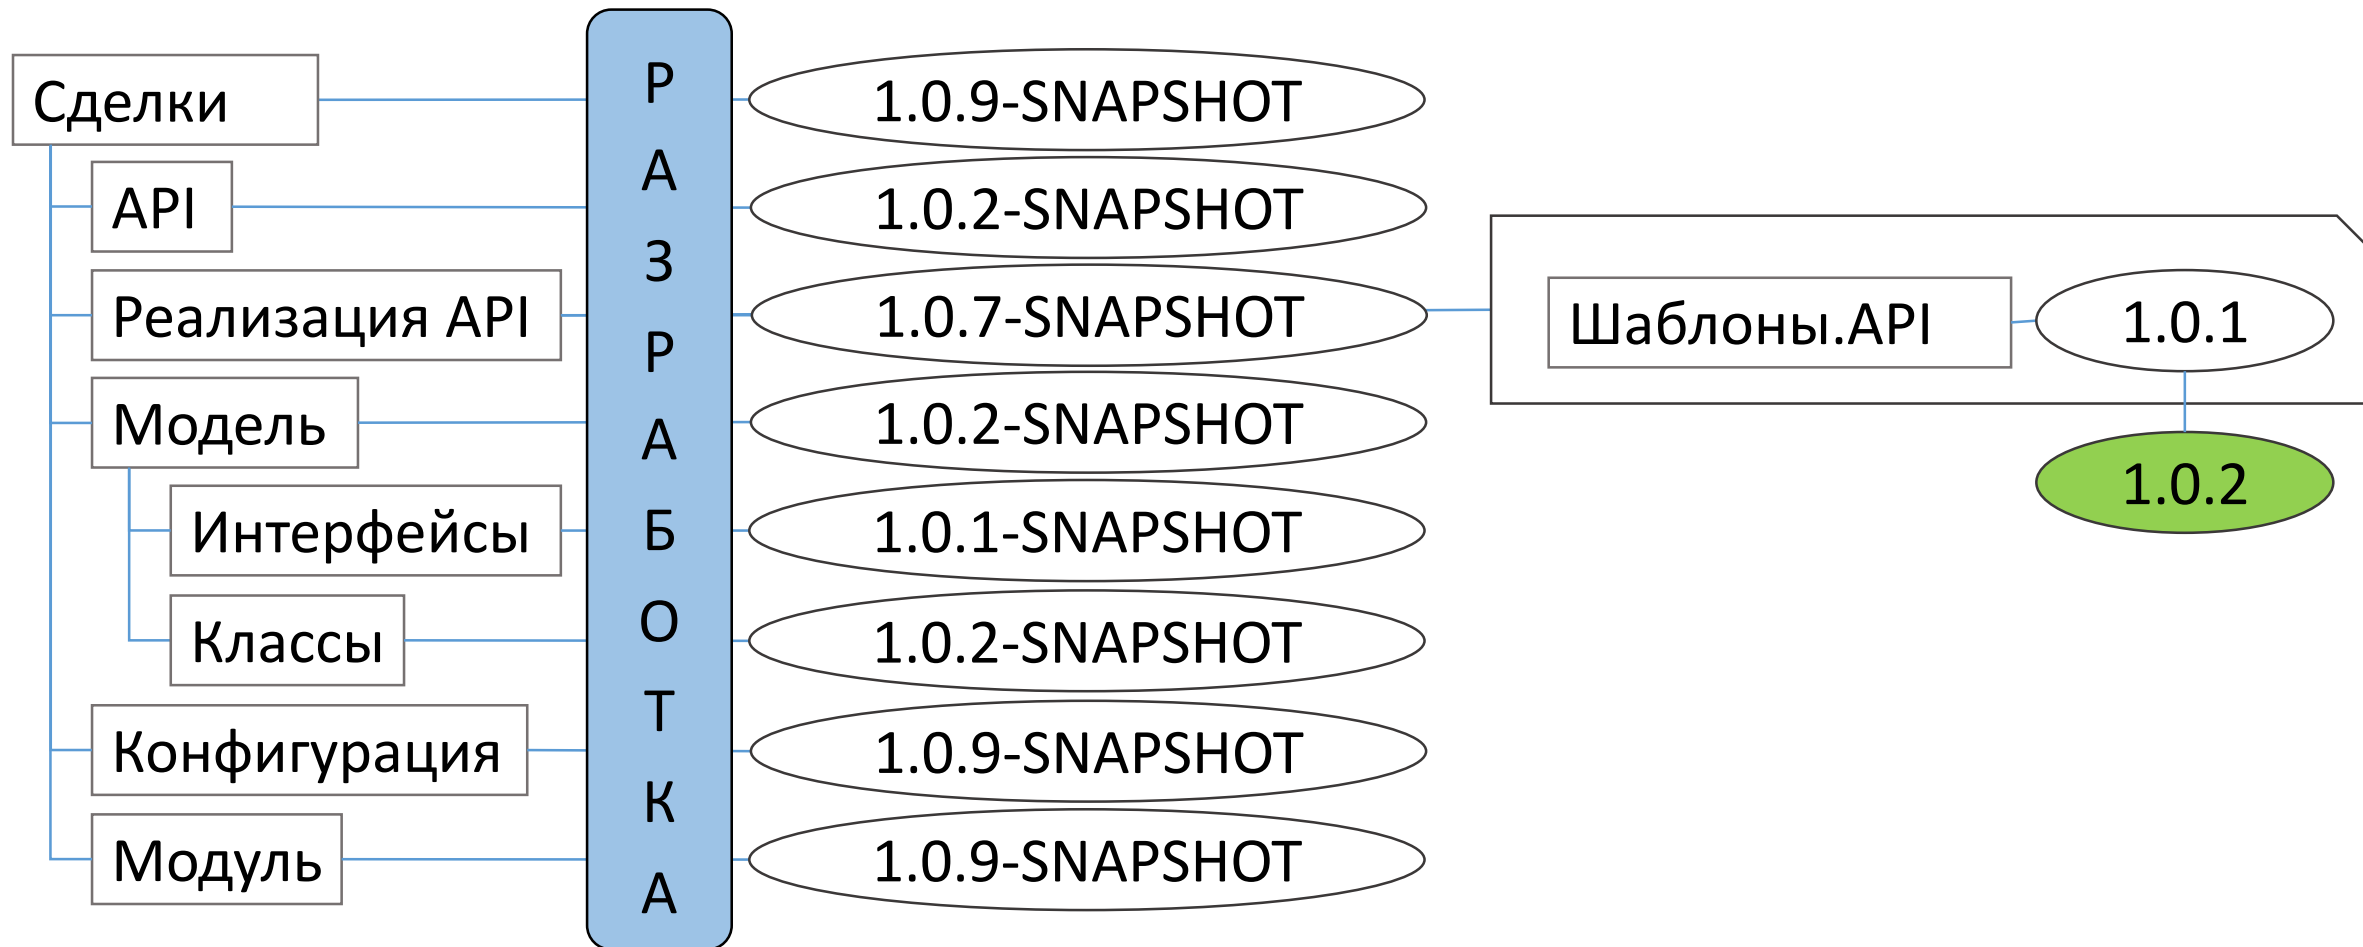 Сделки
API
Реализация API
Модель
Интерфейсы
Классы
Конфигурация
Модуль
Р
А
З
Р
А
Б
О
Т
К
А
1.0.9-SNAPSHOT
1.0.2-SNAPSHOT
1.0.7-SNAPSHOT
1.0.2-SNAPSHOT
1.0.1-SNAPSHOT
1.0.2-SNAPSHOT
1.0.9-SNAPSHOT
1.0.9-SNAPSHOT
Шаблоны.API
1.0.1
1.0.2